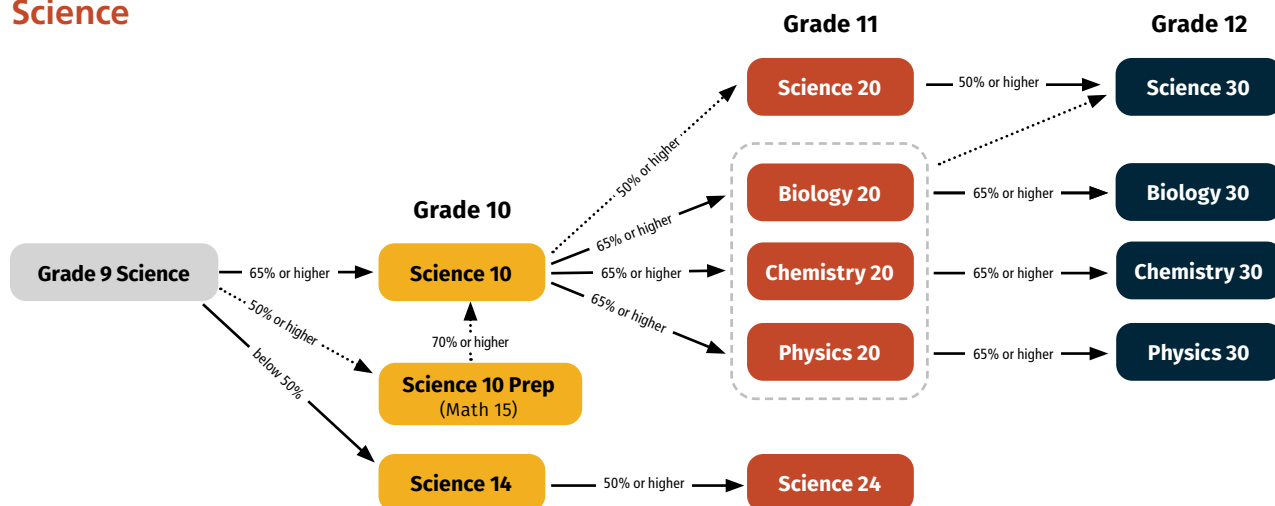 Science
Grade 11
Grade 12
Science 20
50% or higher
Science 30
50% or higher
Biology 20
65% or higher
Biology 30
Grade 10
65% or higher
Grade 9 Science
65% or higher
Science 10
65% or higher
Chemistry 20
65% or higher
Chemistry 30
65% or higher
50% or higher
70% or higher
Physics 20
65% or higher
Physics 30
below 50%
Science 10 Prep
(Math 15)
Science 14
50% or higher
Science 24